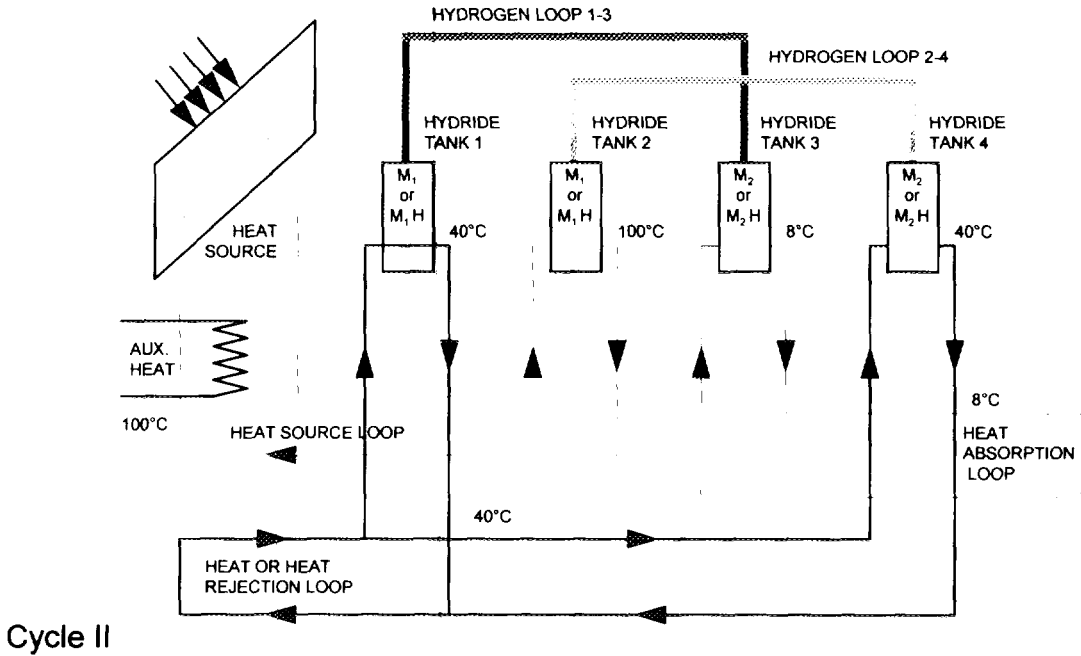 HYDROGEN LOOP 1-3
HYDROGEN LOOP 2-4
HYDRIDE
TANK 1
HYDRIDE
TANK 2
HYDRIDE
TANK 3
HYDRIDE
TANK 4
M₁
or
M₁ H
M₁
or
M₁ H
M₂
or
M₂ H
M₂
or
M₂ H
40°C
100°C
8°C
40°C
HEAT
SOURCE
AUX.
HEAT
100°C
HEAT SOURCE LOOP
8°C
HEAT
ABSORPTION
LOOP
40°C
HEAT OR HEAT
REJECTION LOOP
Cycle II